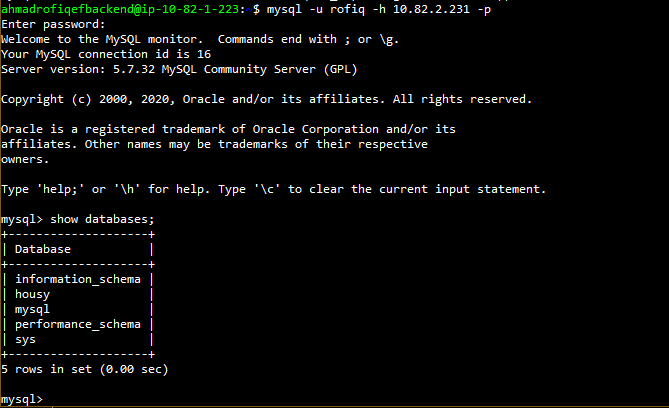 ahmadrofiqefbackend@ip-10-82-1-223:~$ mysql -u rofiq -h 10.82.2.231 -p
Enter password:
Welcome to the MySQL monitor.  Commands end with ; or \g.
Your MySQL connection id is 16
Server version: 5.7.32 MySQL Community Server (GPL)

Copyright (c) 2000, 2020, Oracle and/or its affiliates. All rights reserved.

Oracle is a registered trademark of Oracle Corporation and/or its
affiliates. Other names may be trademarks of their respective
owners.

Type 'help;' or '\h' for help. Type '\c' to clear the current input statement.

mysql> show databases;
+--------------------+
| Database           |
+--------------------+
| information_schema |
| housy              |
| mysql              |
| performance_schema |
| sys                |
+--------------------+
5 rows in set (0.00 sec)

mysql>